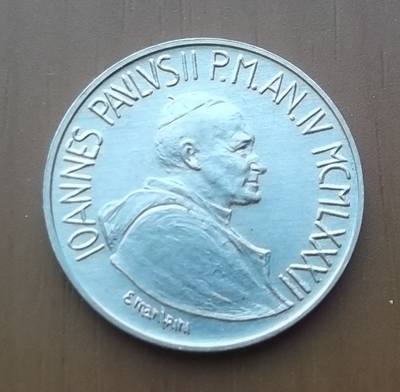 IOANNES PAVLVS II P.M. AN. IV MCMLXXXII